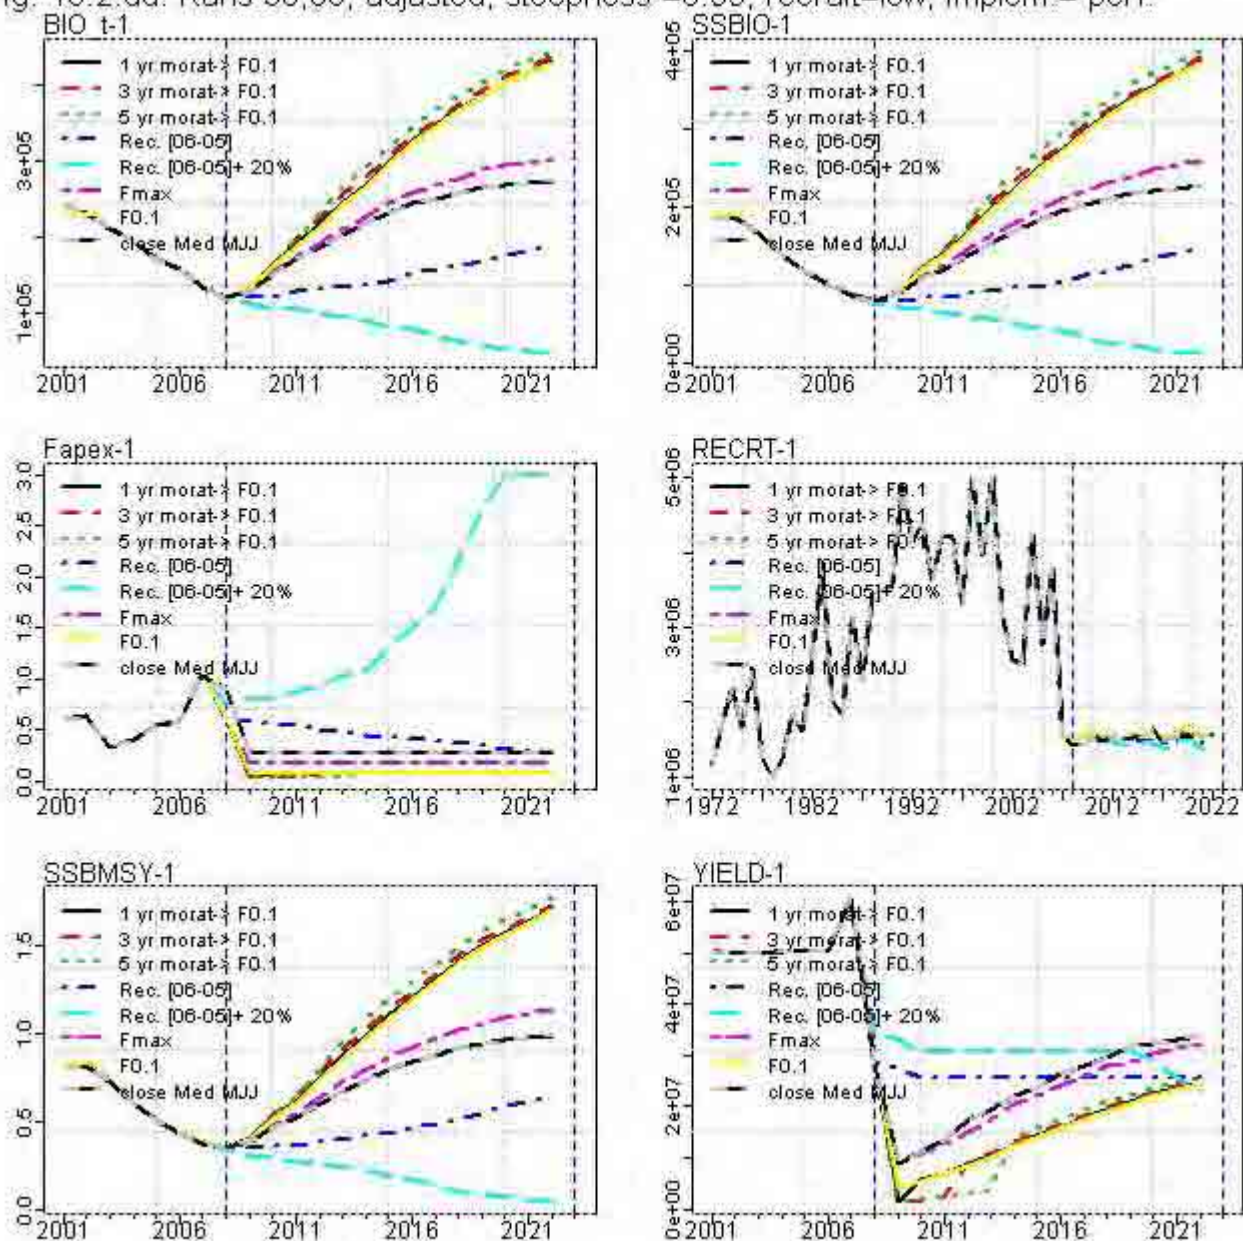 adjusted, steepness recruit=low, implem.= perf.
BIO_t-1
1 yr morat-> F0.1
3 yr morat-> F0.1
5 yr morat-> F0.1
Rec. [06-05]
Rec. [06-05]+ 20%
Fmax
F0.1
close Med MJJ
3e+05
1e+05
2001 2006 2011 2016 2021
SSBIO-1
1 yr morat-> F0.1
3 yr morat-> F0.1
5 yr morat-> F0.1
Rec. [06-05]
Rec. [06-05]+ 20%
Fmax
F0.1
close Med MJJ
4e+05
2e+05
0e+00
2001 2006 2011 2016 2021
Fapex-1
1 yr morat-> F0.1
3 yr morat-> F0.1
5 yr morat-> F0.1
Rec. [06-05]
Rec. [06-05]+ 20%
Fmax
F0.1
close Med MJJ
3.0
2.5
2.0
1.5
1.0
0.5
0.0
2001 2006 2011 2016 2021
RECRT-1
1 yr morat-> F0.1
3 yr morat-> F0.1
5 yr morat-> F0.1
Rec. [06-05]
Rec. [06-05]+ 20%
Fmax
F0.1
close Med MJJ
5e+06
3e+06
1e+06
1972 1982 1992 2002 2012 2022
SSBMSY-1
1 yr morat-> F0.1
3 yr morat-> F0.1
5 yr morat-> F0.1
Rec. [06-05]
Rec. [06-05]+ 20%
Fmax
F0.1
close Med MJJ
1.5
1.0
0.5
0.0
2001 2006 2011 2016 2021
YIELD-1
1 yr morat-> F0.1
3 yr morat-> F0.1
5 yr morat-> F0.1
Rec. [06-05]
Rec. [06-05]+ 20%
Fmax
F0.1
close Med MJJ
6e+07
4e+07
2e+07
0e+00
2001 2006 2011 2016 2021